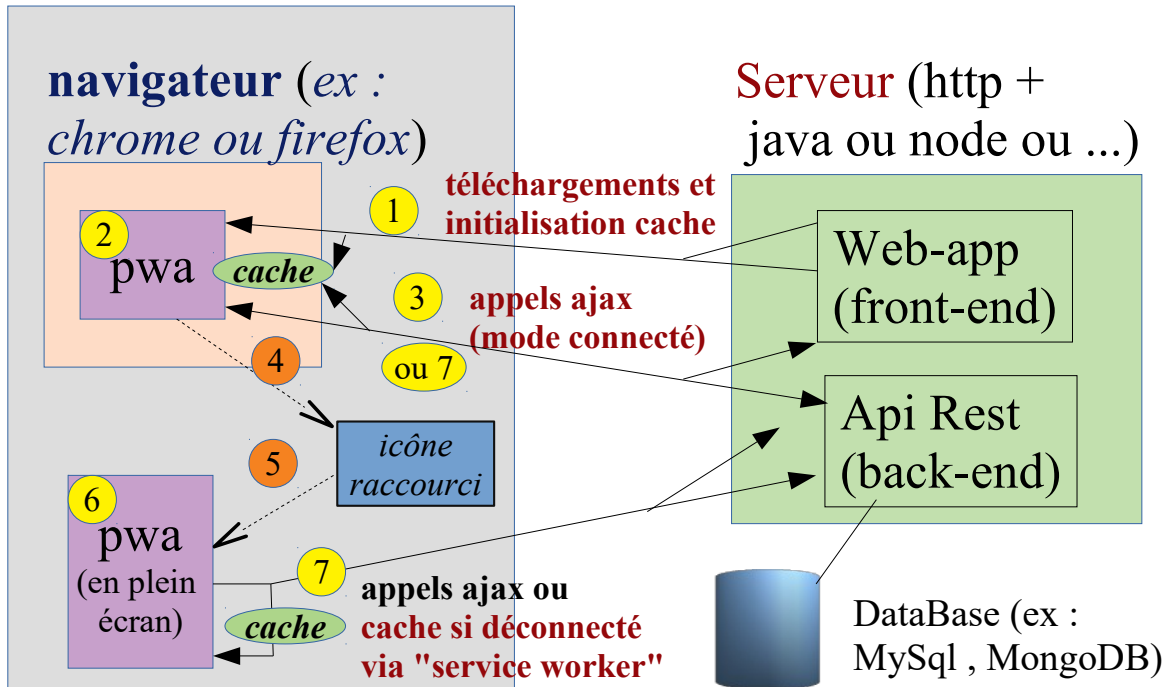 navigateur (ex :
chrome ou firefox)
Serveur (http +
java ou node ou ...)
téléchargements et
initialisation cache
1
2
pwa
cache
3
appels ajax
(mode connecté)
ou 7
4
Web-app
(front-end)
Api Rest
(back-end)
icône
raccourci
5
6
pwa
(en plein
écran)
7
cache
appels ajax ou
cache si déconnecté
via "service worker"
DataBase (ex :
MySql , MongoDB)